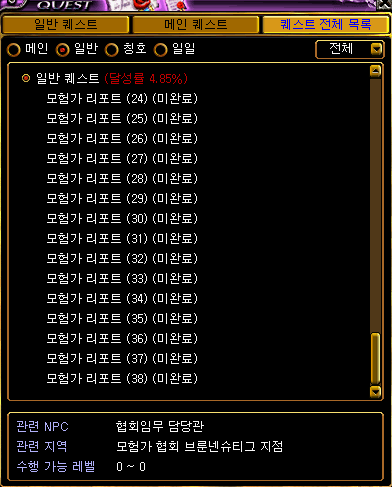 QUEST
일반 퀘스트 메인 퀘스트 퀘스트 전체 목록
메인 일반 칭호 일일 전체
일반 퀘스트 (달성률 4.85%)
모험가 리포트 (24) (미완료)
모험가 리포트 (25) (미완료)
모험가 리포트 (26) (미완료)
모험가 리포트 (27) (미완료)
모험가 리포트 (28) (미완료)
모험가 리포트 (29) (미완료)
모험가 리포트 (30) (미완료)
모험가 리포트 (31) (미완료)
모험가 리포트 (32) (미완료)
모험가 리포트 (33) (미완료)
모험가 리포트 (34) (미완료)
모험가 리포트 (35) (미완료)
모험가 리포트 (36) (미완료)
모험가 리포트 (37) (미완료)
모험가 리포트 (38) (미완료)
관련 NPC 협회임무 담당관
관련 지역 모험가 협회 브룬넨슈티그 지점
수행 가능 레벨 0 ~ 0